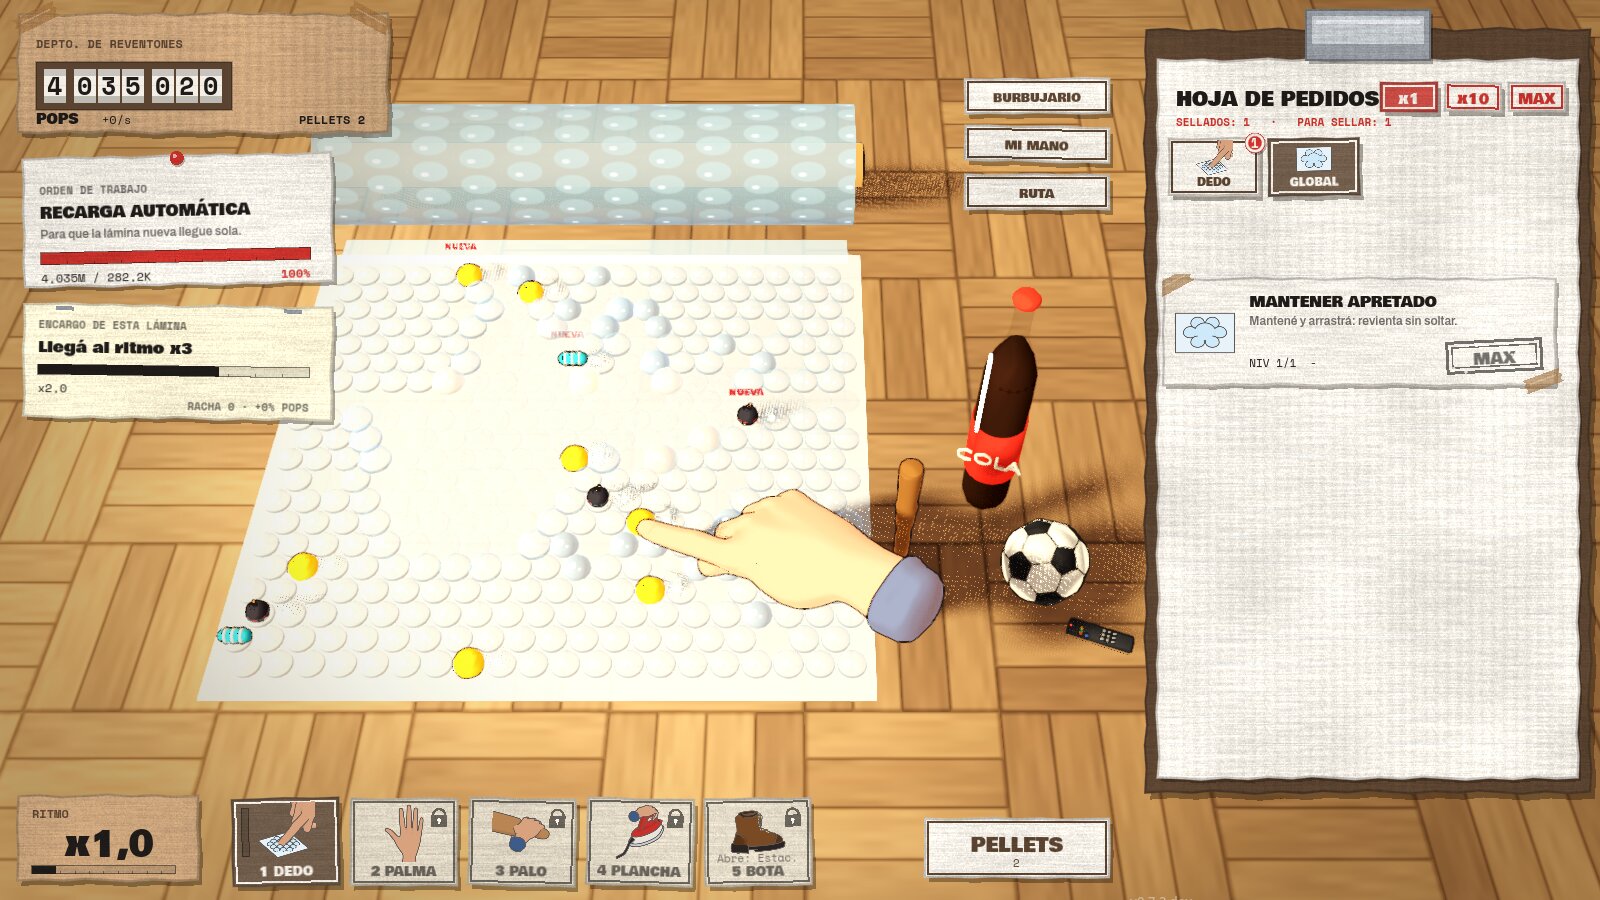 DEPTO. DE REVENTONES
4 035 020
POPS +0/s PELLETS 2
ORDEN DE TRABAJO
RECARGA AUTOMÁTICA
Para que la lámina nueva llegue sola.
4.035M / 282.2K 100%
ENCARGO DE ESTA LÁMINA
Llegá al ritmo x3
x2.0
RACHA 0 · +0% POPS
NUEVA
NUEVA
NUEVA
COLA
BURBUJARIO
MI MANO
RUTA
HOJA DE PEDIDOS
x1 x10 MAX
SELLADOS: 1 · PARA SELLAR: 1
1
DEDO
GLOBAL
MANTENER APRETADO
Mantené y arrastrá: revienta sin soltar.
NIV 1/1 -
MAX
RITMO
x1,0
1 DEDO
2 PALMA
3 PALO
4 PLANCHA
Abre: Estac.
5 BOTA
PELLETS
2